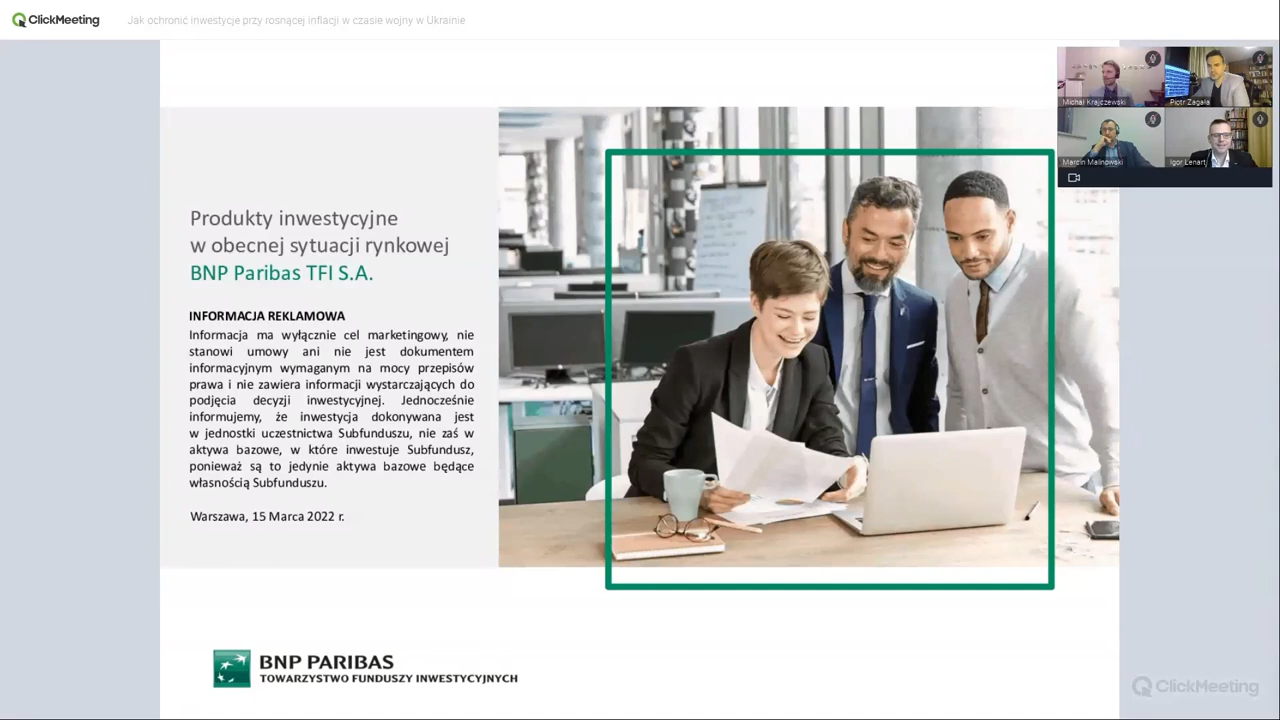 ClickMeeting
Jak ochronić inwestycje przy rosnącej inflacji w czasie wojny w Ukrainie
Michał Krajczewski
Piotr Zagała
Marcin Malinowski
Igor Lenart
Produkty inwestycyjne
w obecnej sytuacji rynkowej
BNP Paribas TFI S.A.
INFORMACJA REKLAMOWA
Informacja ma wyłącznie cel marketingowy, nie
stanowi umowy ani nie jest dokumentem
informacyjnym wymaganym na mocy przepisów
prawa i nie zawiera informacji wystarczających do
podjęcia decyzji inwestycyjnej. Jednocześnie
informujemy, że inwestycja dokonywana jest
w jednostki uczestnictwa Subfunduszu, nie zaś w
aktywa bazowe, w które inwestuje Subfundusz,
ponieważ są to jedynie aktywa bazowe będące
własnością Subfunduszu.
Warszawa, 15 Marca 2022 r.
BNP PARIBAS
TOWARZYSTWO FUNDUSZY INWESTYCYJNYCH
ClickMeeting